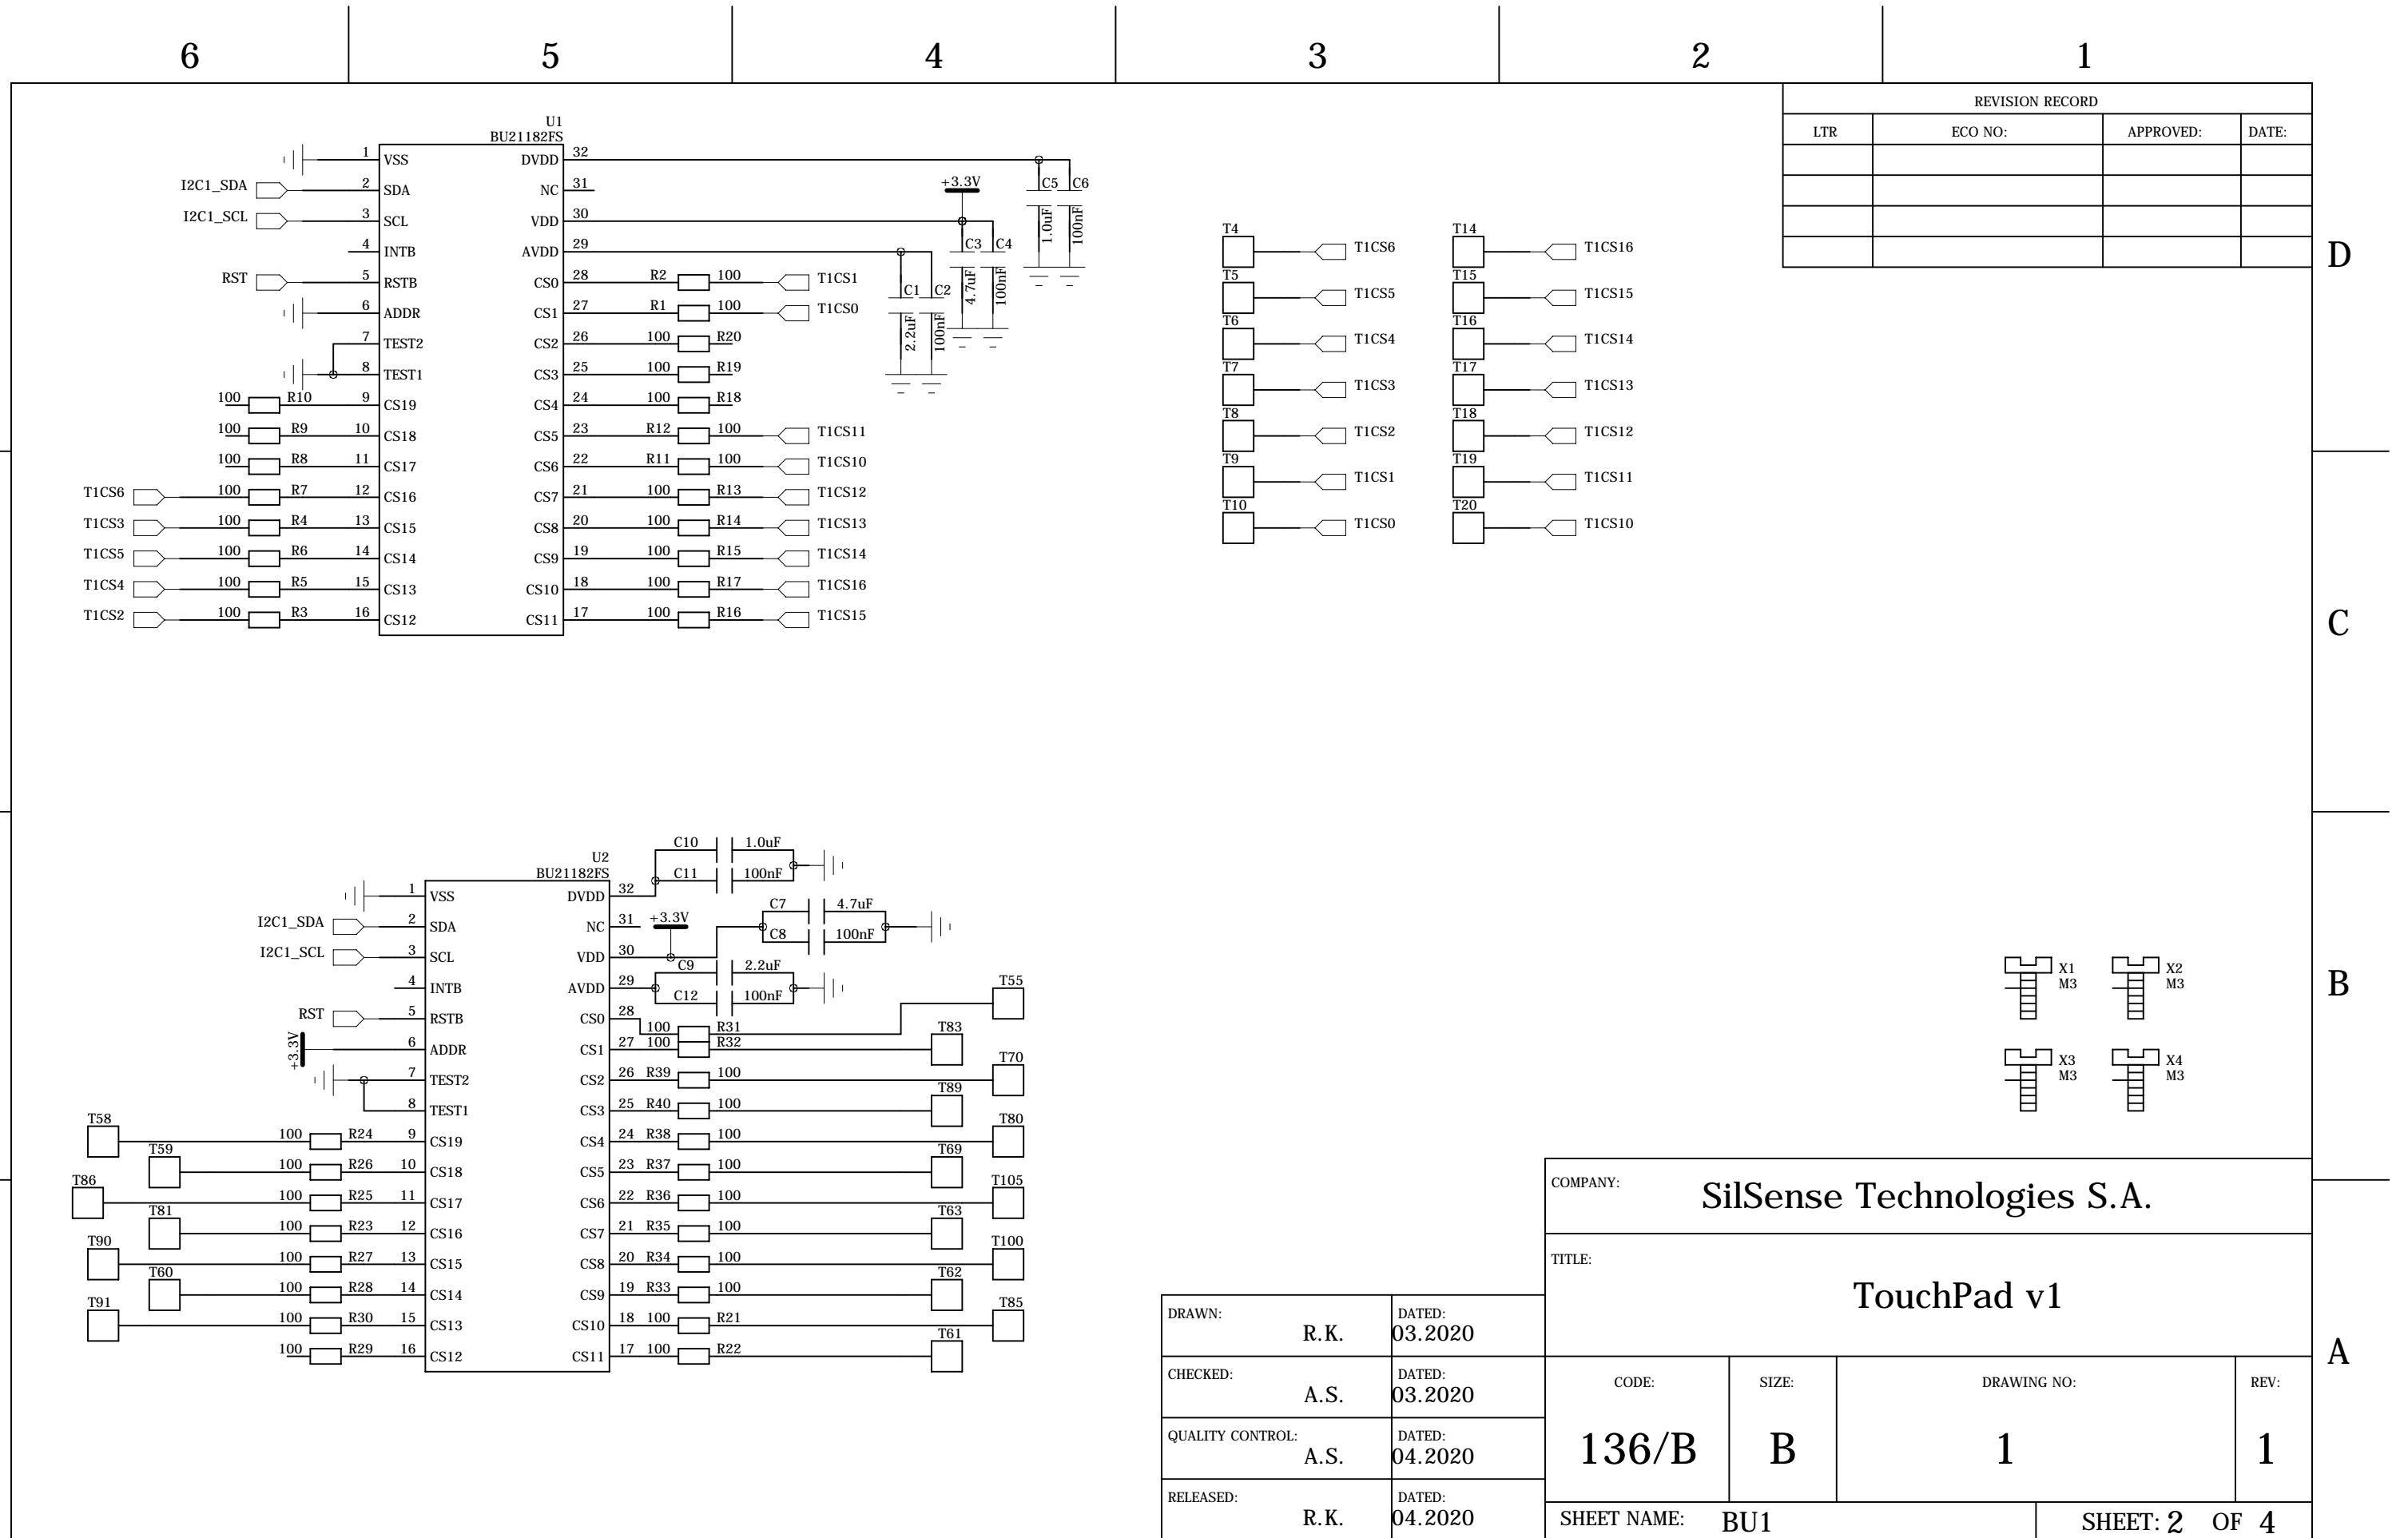 6 5 4 3 2 1
REVISION RECORD
LTR ECO NO: APPROVED: DATE:
D
C
B
A
U1
BU21182FS
1 VSS DVDD 32
I2C1_SDA 2 SDA NC 31
I2C1_SCL 3 SCL VDD 30
4 INTB AVDD 29
RST 5 RSTB CS0 28 R2 100 T1CS1
6 ADDR CS1 27 R1 100 T1CS0
7 TEST2 CS2 26 100 R20
8 TEST1 CS3 25 100 R19
100 R10 9 CS19 CS4 24 100 R18
100 R9 10 CS18 CS5 23 R12 100 T1CS11
100 R8 11 CS17 CS6 22 R11 100 T1CS10
T1CS6 100 R7 12 CS16 CS7 21 100 R13 T1CS12
T1CS3 100 R4 13 CS15 CS8 20 100 R14 T1CS13
T1CS5 100 R6 14 CS14 CS9 19 100 R15 T1CS14
T1CS4 100 R5 15 CS13 CS10 18 100 R17 T1CS16
T1CS2 100 R3 16 CS12 CS11 17 100 R16 T1CS15
+3.3V
C5 C6
1.0uF 100nF
C3 C4
4.7uF 100nF
C1 C2
2.2uF 100nF
T4 T1CS6 T14 T1CS16
T5 T1CS5 T15 T1CS15
T6 T1CS4 T16 T1CS14
T7 T1CS3 T17 T1CS13
T8 T1CS2 T18 T1CS12
T9 T1CS1 T19 T1CS11
T10 T1CS0 T20 T1CS10
U2
BU21182FS
C10 1.0uF
C11 100nF
1 VSS DVDD 32
C7 4.7uF
I2C1_SDA 2 SDA NC 31 +3.3V
C8 100nF
I2C1_SCL 3 SCL VDD 30
C9 2.2uF
4 INTB AVDD 29
C12 100nF T55
RST 5 RSTB CS0 28 100 R31
+3.3V 6 ADDR CS1 27 100 R32 T83
7 TEST2 CS2 26 R39 100 T70
8 TEST1 CS3 25 R40 100 T89
T58 100 R24 9 CS19 CS4 24 R38 100 T80
T59 100 R26 10 CS18 CS5 23 R37 100 T69
T86 100 R25 11 CS17 CS6 22 R36 100 T105
T81 100 R23 12 CS16 CS7 21 R35 100 T63
T90 100 R27 13 CS15 CS8 20 R34 100 T100
T60 100 R28 14 CS14 CS9 19 R33 100 T62
T91 100 R30 15 CS13 CS10 18 100 R21 T85
100 R29 16 CS12 CS11 17 100 R22 T61
X1 X2
M3 M3
X3 X4
M3 M3
COMPANY: SilSense Technologies S.A.
TITLE: TouchPad v1
DRAWN: R.K. DATED: 03.2020
CHECKED: A.S. DATED: 03.2020
QUALITY CONTROL: A.S. DATED: 04.2020
RELEASED: R.K. DATED: 04.2020
CODE: SIZE: DRAWING NO: REV:
136/B B 1 1
SHEET NAME: BU1 SHEET: 2 OF 4